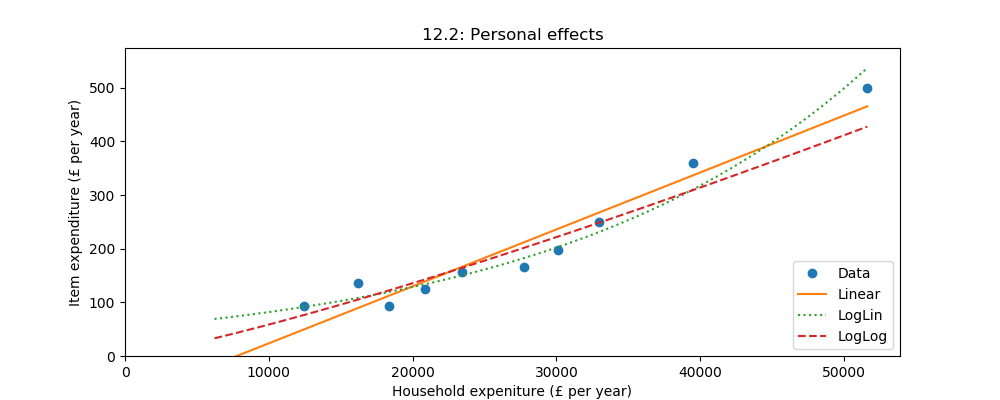 12.2: Personal effects
Item expenditure (£ per year)
500
400
300
200
100
0
0 10000 20000 30000 40000 50000
Household expeniture (£ per year)
Data
Linear
LogLin
LogLog